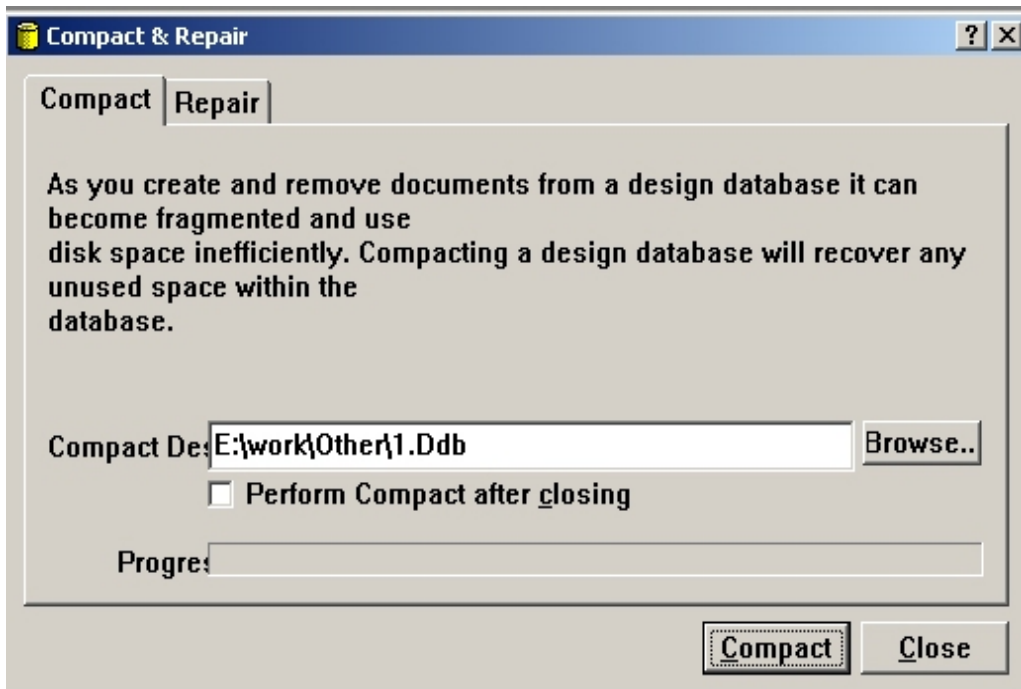 Compact & Repair
Compact
Repair
As you create and remove documents from a design database it can
become fragmented and use
disk space inefficiently. Compacting a design database will recover any
unused space within the
database.
Compact Des E:\work\Other\1.Ddb Browse..
Perform Compact after closing
Progres
Compact Close